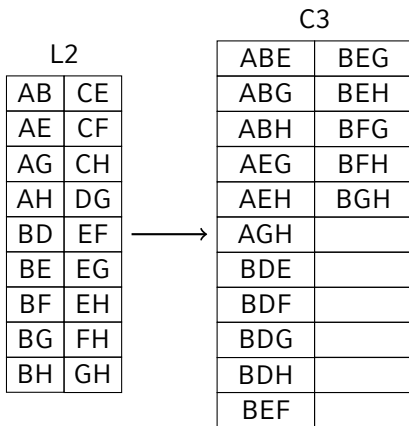 C3
L2
AB CE
AE CF
AG CH
AH DG
BD EF
BE EG
BF EH
BG FH
BH GH
ABE BEG
ABG BEH
ABH BFG
AEG BFH
AEH BGH
AGH
BDE
BDF
BDG
BDH
BEF